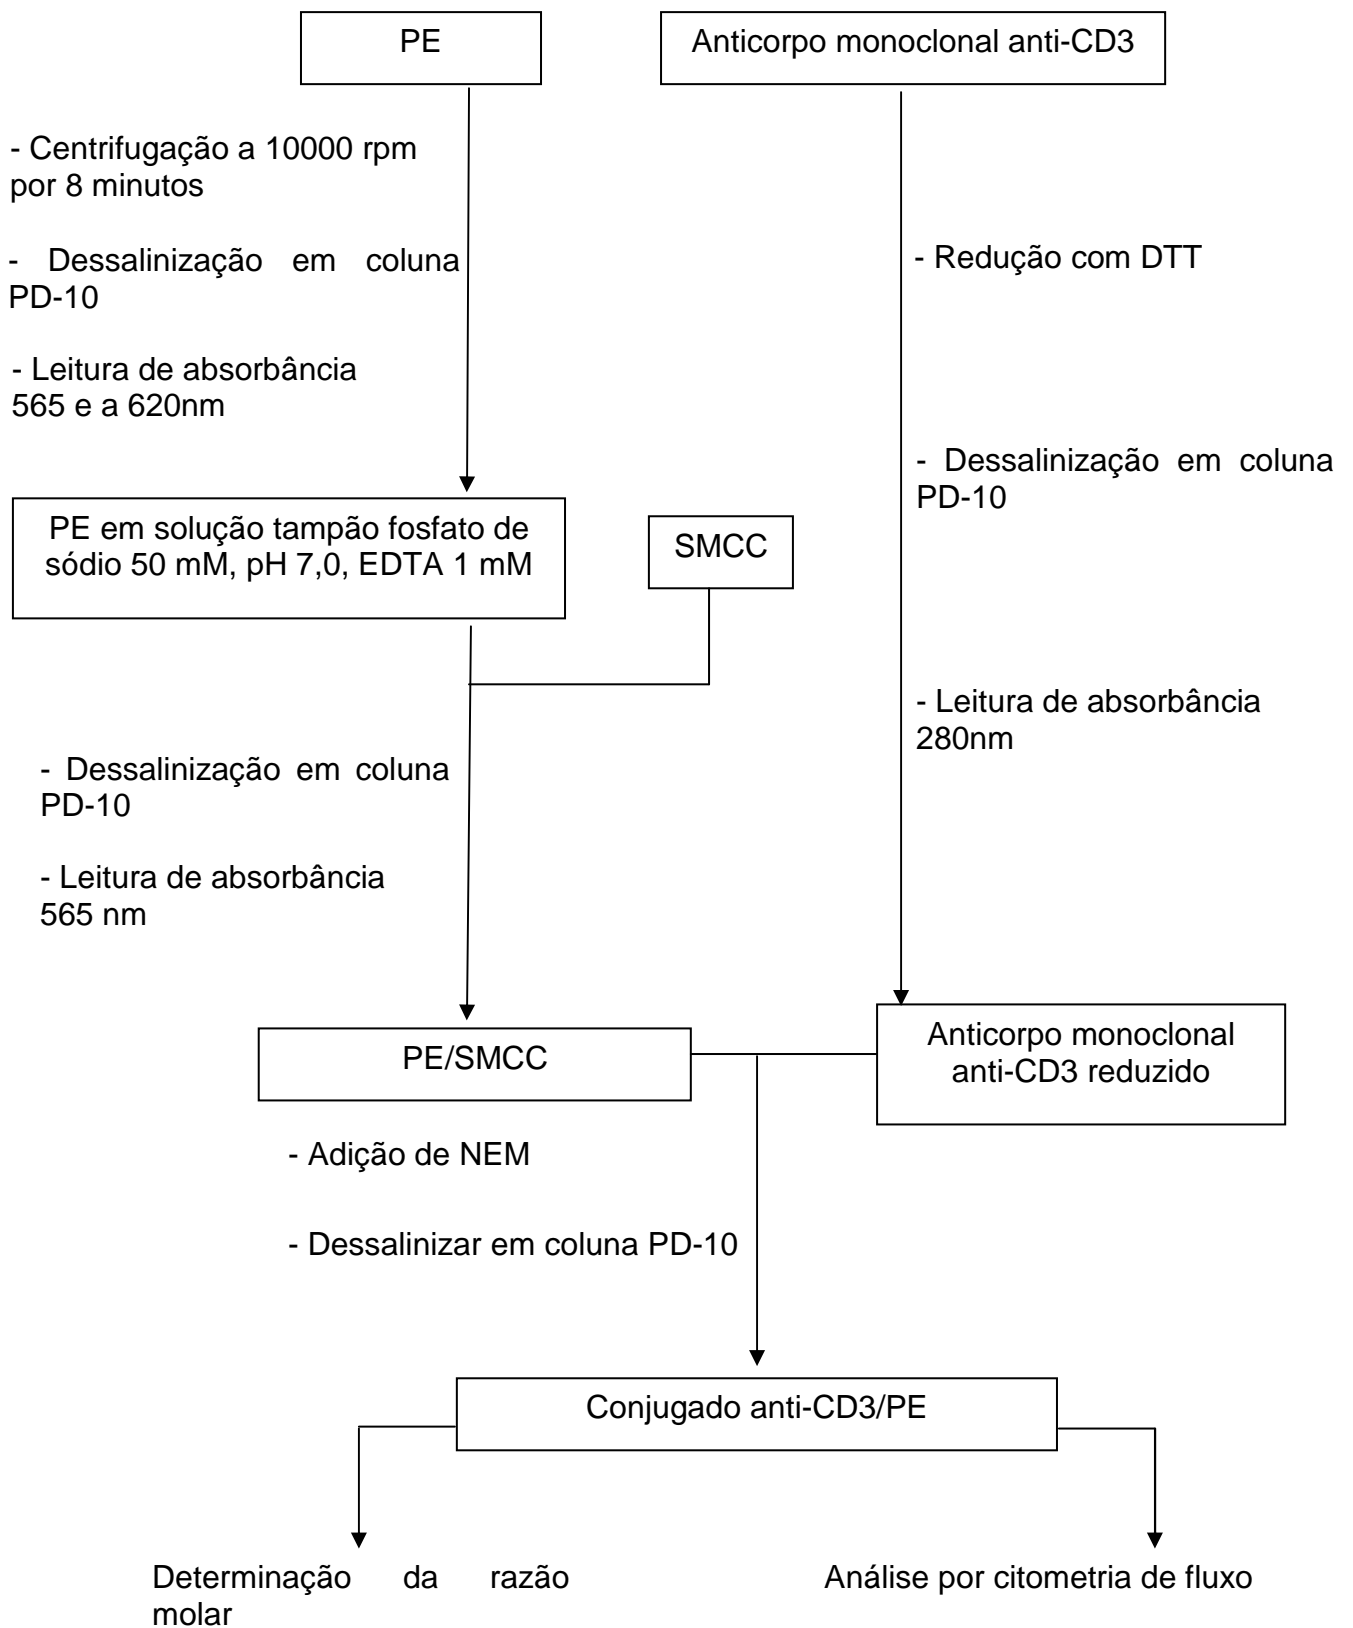 PE
Anticorpo monoclonal anti-CD3
- Centrifugação a 10000 rpm
por 8 minutos
- Dessalinização em coluna
PD-10
- Redução com DTT
- Leitura de absorbância
565 e a 620nm
- Dessalinização em coluna
PD-10
PE em solução tampão fosfato de
sódio 50 mM, pH 7,0, EDTA 1 mM
SMCC
- Leitura de absorbância
280nm
- Dessalinização em coluna
PD-10
- Leitura de absorbância
565 nm
PE/SMCC
Anticorpo monoclonal
anti-CD3 reduzido
- Adição de NEM
- Dessalinizar em coluna PD-10
Conjugado anti-CD3/PE
Determinação da razão
molar
Análise por citometria de fluxo